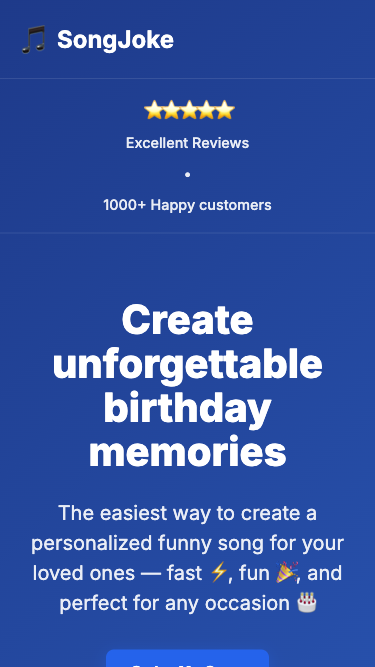 🎵 SongJoke
⭐⭐⭐⭐⭐
Excellent Reviews
•
1000+ Happy customers
Create
unforgettable
birthday
memories
The easiest way to create a
personalized funny song for your
loved ones — fast ⚡, fun 🎉, and
perfect for any occasion 🎂